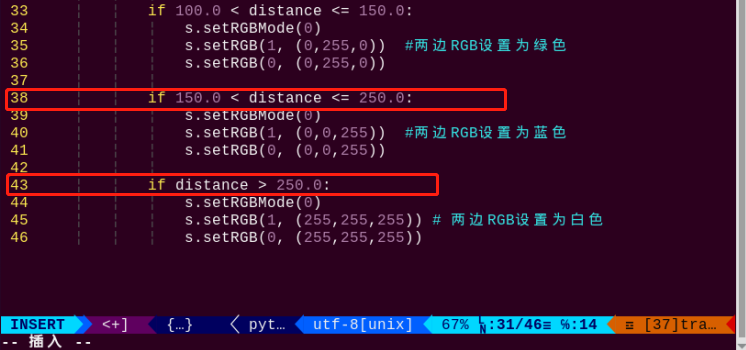 33 if 100.0 < distance <= 150.0:
34 s.setRGBMode(0)
35 s.setRGB(1, (0,255,0)) #两边RGB设置为绿色
36 s.setRGB(0, (0,255,0))
37
38 if 150.0 < distance <= 250.0:
39 s.setRGBMode(0)
40 s.setRGB(1, (0,0,255)) #两边RGB设置为蓝色
41 s.setRGB(0, (0,0,255))
42
43 if distance > 250.0:
44 s.setRGBMode(0)
45 s.setRGB(1, (255,255,255)) # 两边RGB设置为白色
46 s.setRGB(0, (255,255,255))
INSERT <+] {…} pyt… utf-8[unix] 67% ㏑:31/46≡ ℅:14 ☲ [37]tra…
-- 插入 --